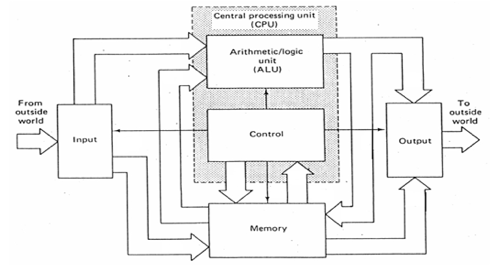 Central processing unit
(CPU)
Arithmetic/logic
unit
(ALU)
From
outside
world
To
outside
world
Input
Control
Output
Memory